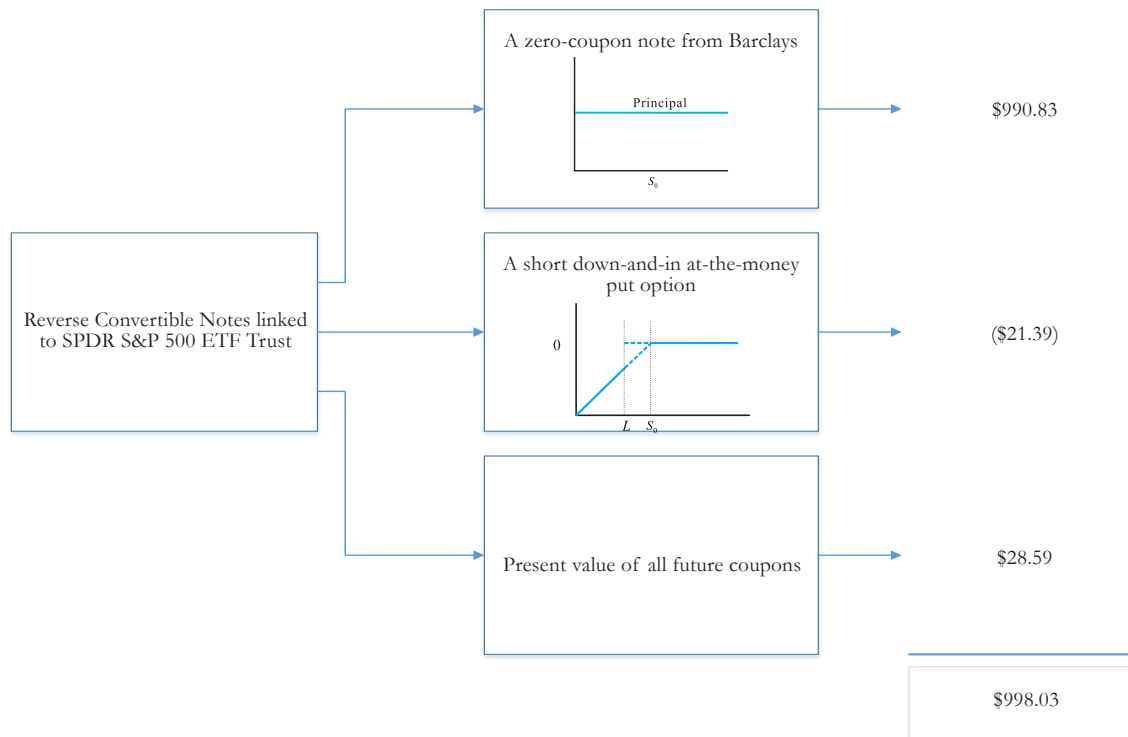 A zero-coupon note from Barclays
Principal
S₀
$990.83
Reverse Convertible Notes linked
to SPDR S&P 500 ETF Trust
A short down-and-in at-the-money
put option
0
L S₀
($21.39)
Present value of all future coupons
$28.59
$998.03